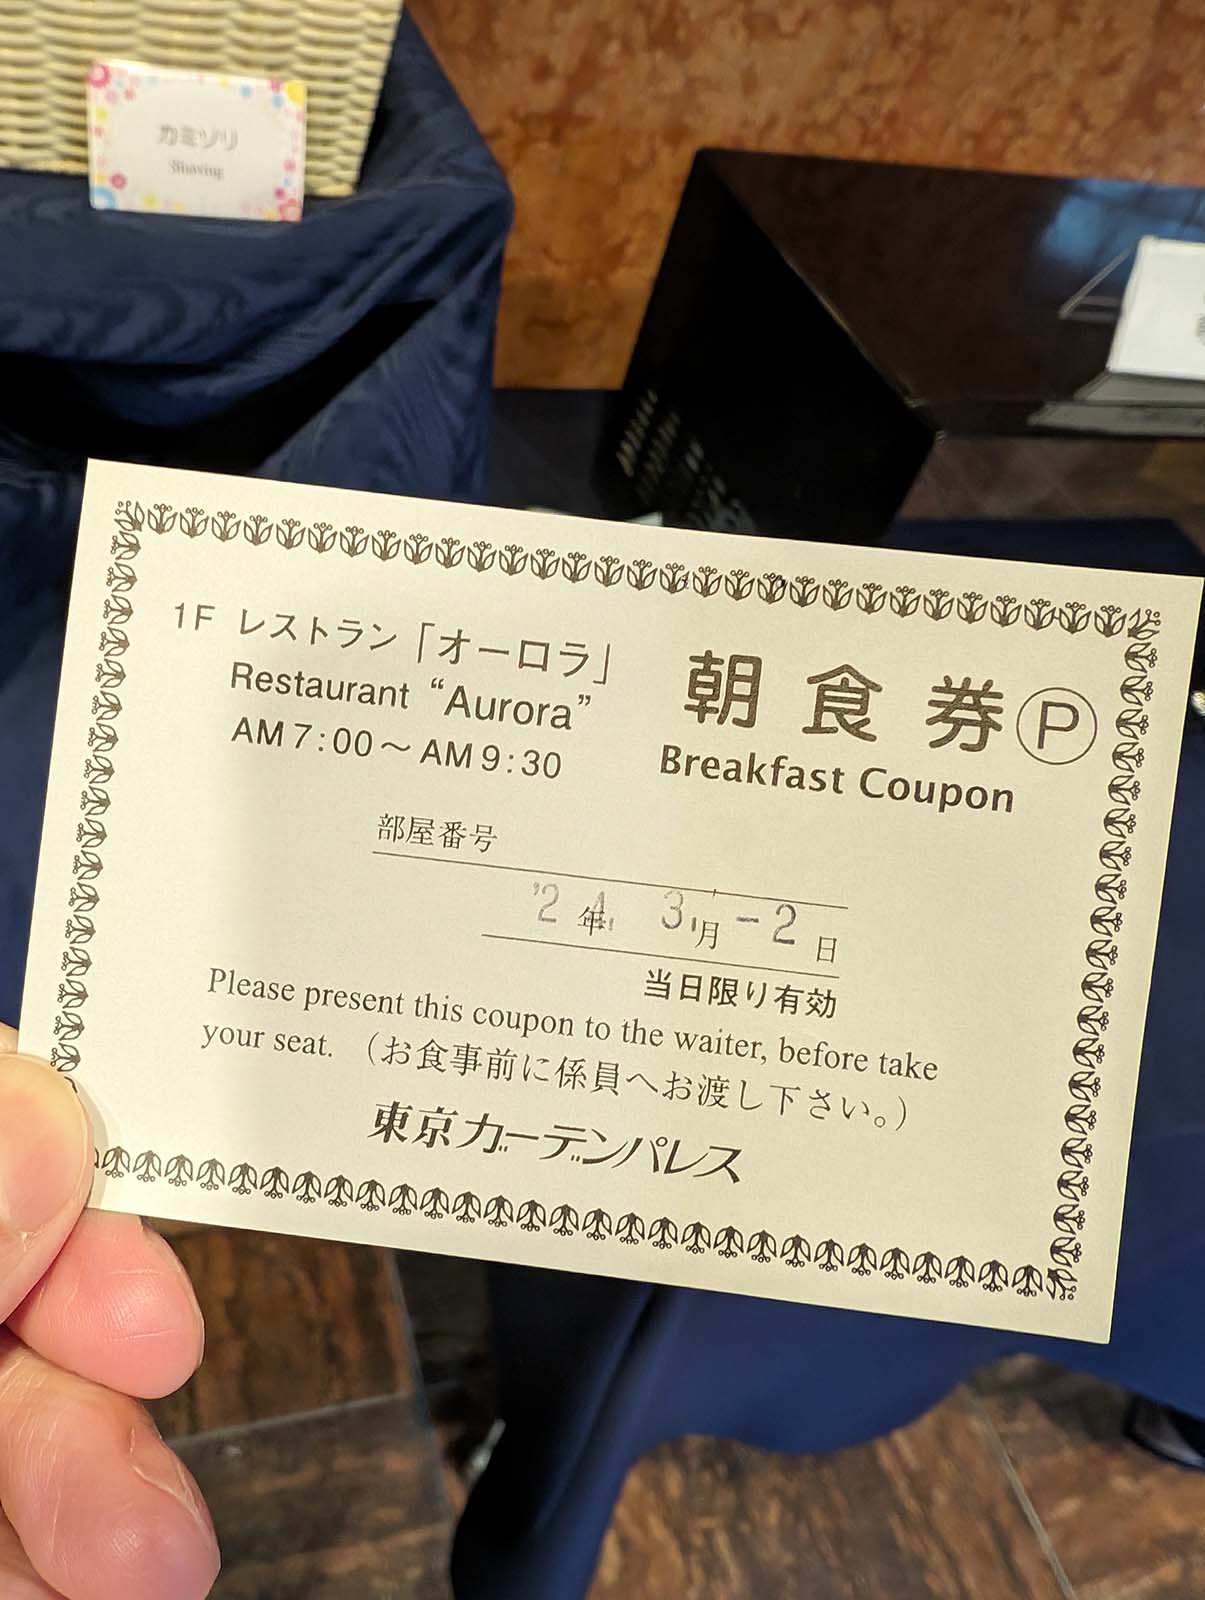 カミソリ
Shaving
1F レストラン「オーロラ」
Restaurant “Aurora”
AM 7:00～AM 9:30
朝食券Ⓟ
Breakfast Coupon
部屋番号
'2 4年 3月 -2日
当日限り有効
Please present this coupon to the waiter, before take
your seat. （お食事前に係員へお渡し下さい。）
東京ガーデンパレス